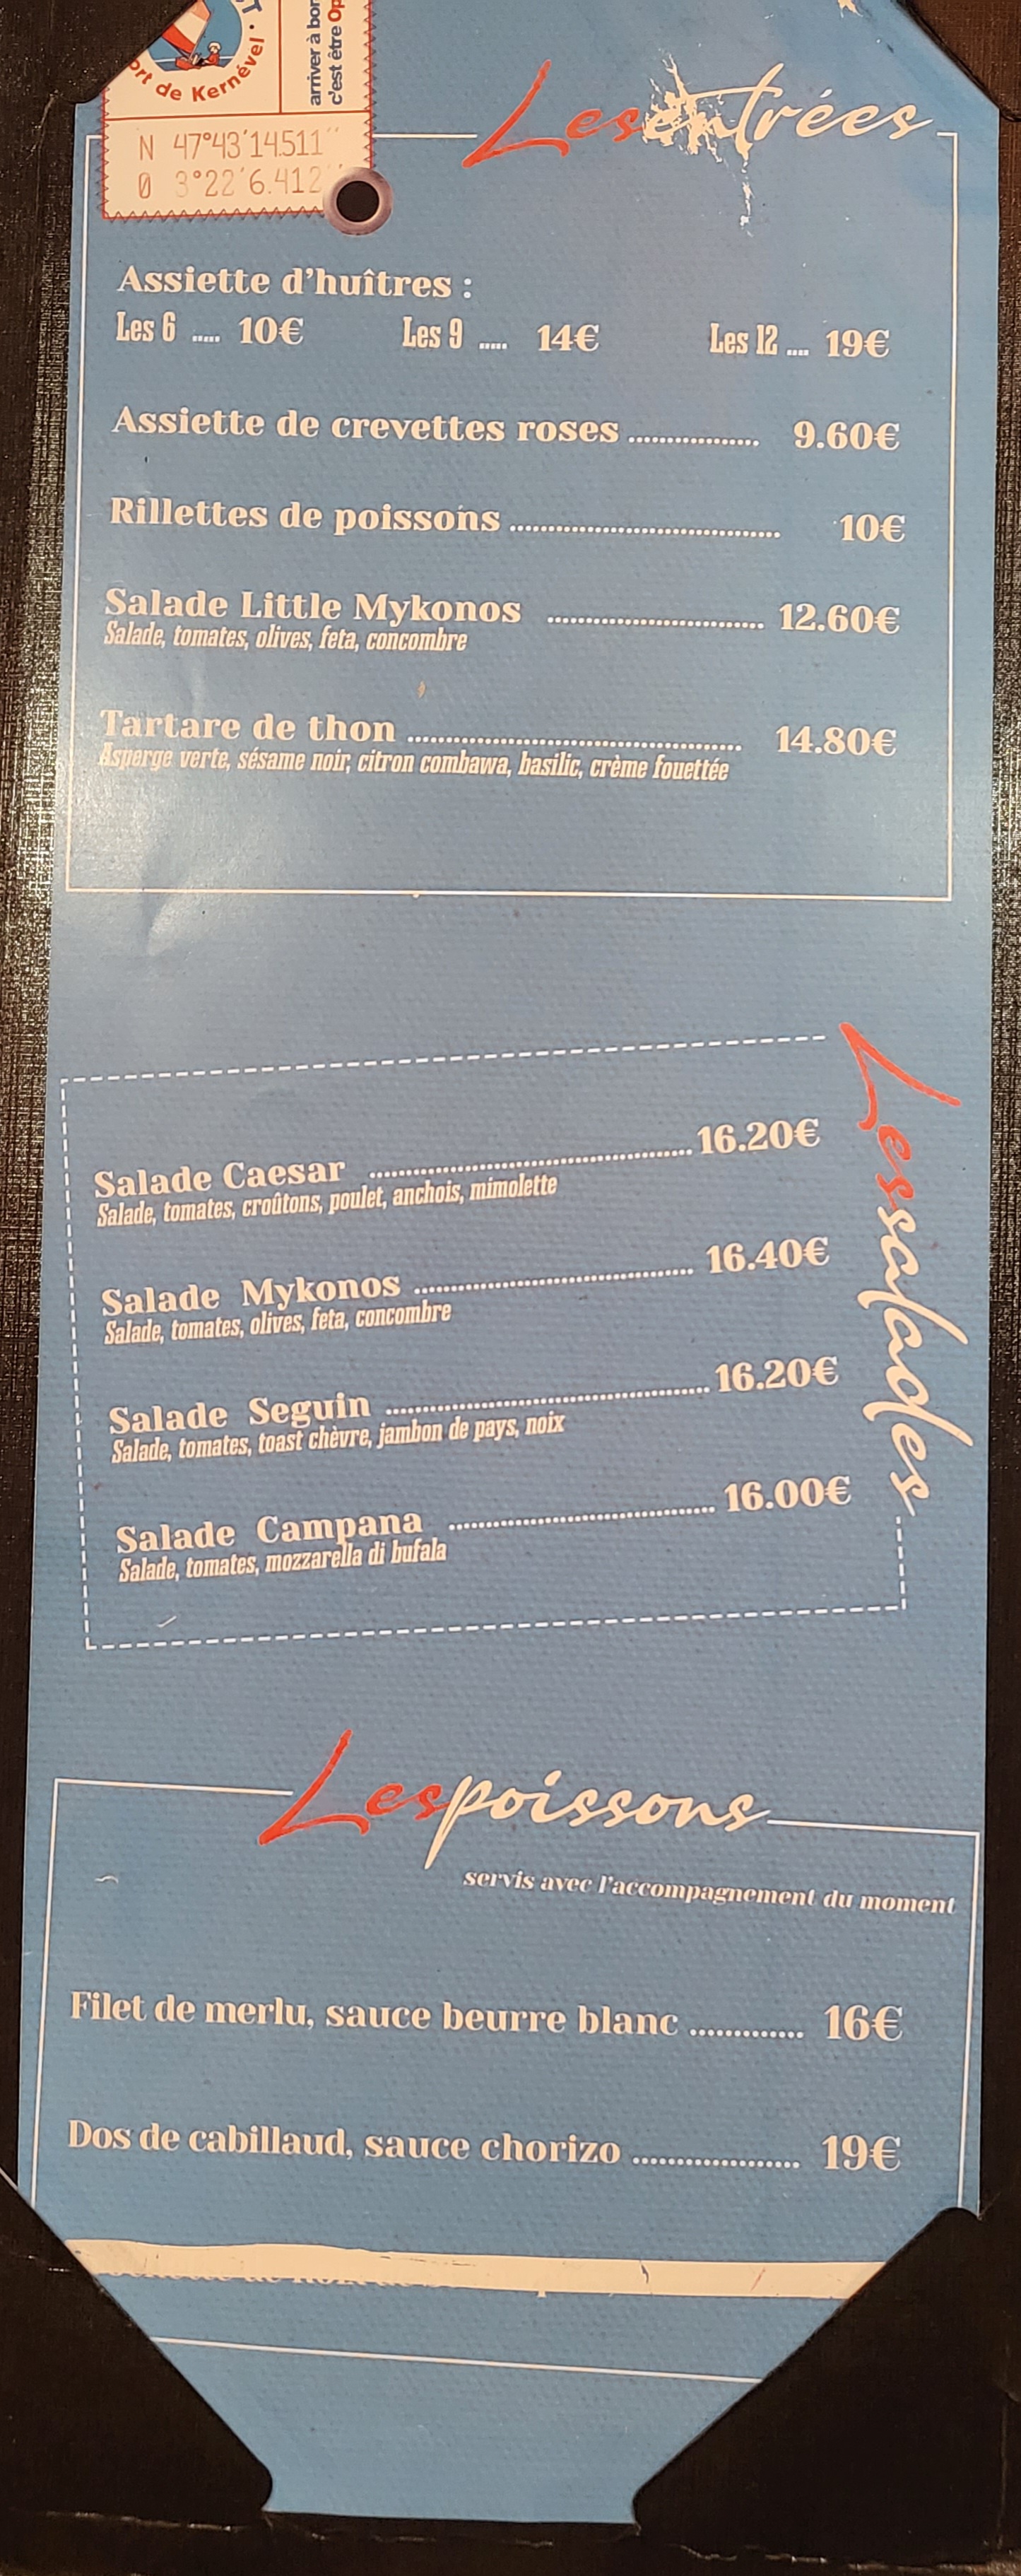 ort de Kernével •
arriver à bor
c'est être Op
N 47°43'14.511''
O 3°22'6.412
Les entrées
Assiette d'huîtres :
Les 6 ..... 10€ Les 9 ..... 14€ Les 12 .... 19€
Assiette de crevettes roses ................. 9.60€
Rillettes de poissons ................................... 10€
Salade Little Mykonos ............................ 12.60€
Salade, tomates, olives, feta, concombre
Tartare de thon ............................................ 14.80€
Asperge verte, sésame noir, citron combawa, basilic, crème fouettée
Les salades
Salade Caesar .......................................... 16.20€
Salade, tomates, croûtons, poulet, anchois, mimolette
Salade Mykonos .................................... 16.40€
Salade, tomates, olives, feta, concombre
Salade Seguin .......................................... 16.20€
Salade, tomates, toast chèvre, jambon de pays, noix
Salade Campana .................................. 16.00€
Salade, tomates, mozzarella di bufala
Les poissons
servis avec l'accompagnement du moment
Filet de merlu, sauce beurre blanc ............. 16€
Dos de cabillaud, sauce chorizo ................... 19€